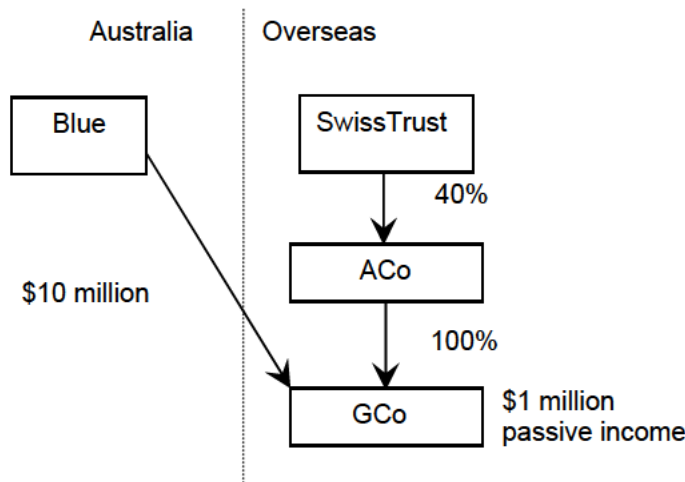 Australia
Overseas
Blue
SwissTrust
40%
ACo
$10 million
100%
GCo
$1 million
passive income